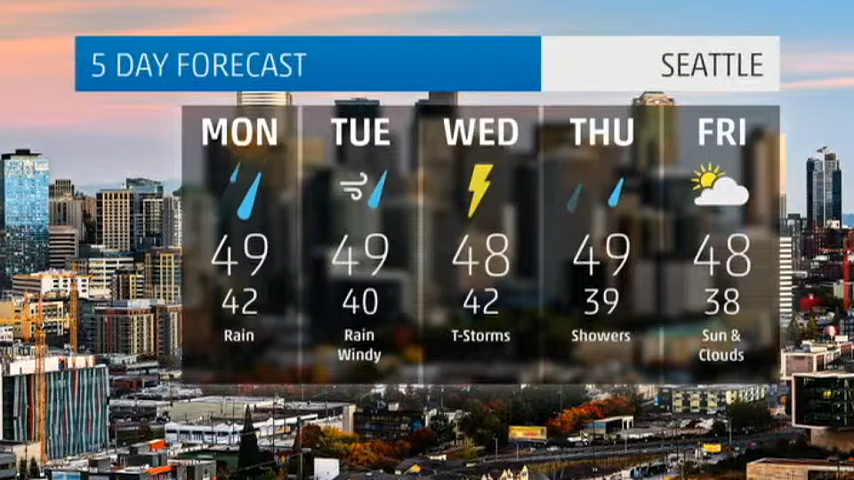 5 DAY FORECAST
SEATTLE
MON TUE WED THU FRI
49 49 48 49 48
42 40 42 39 38
Rain Rain T-Storms Showers Sun &
Windy Clouds